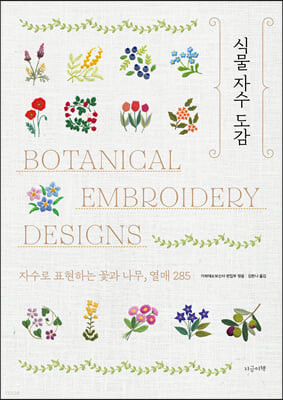 식물 자수 도감
BOTANICAL
EMBROIDERY
DESIGNS
자수로 표현하는 꽃과 나무, 열매 285
지금이책